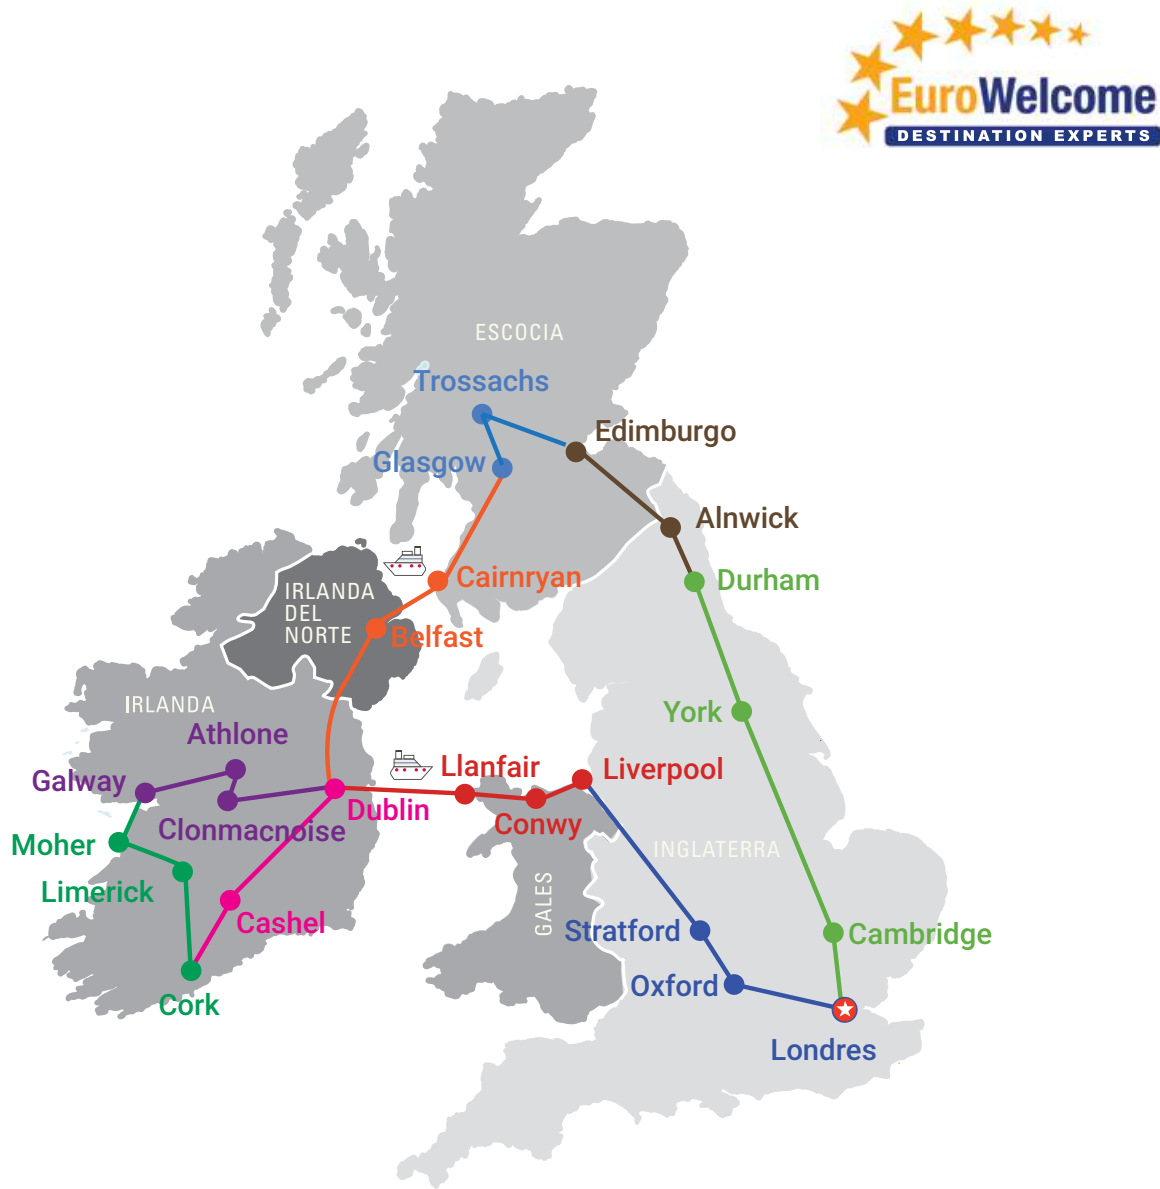 EuroWelcome
DESTINATION EXPERTS
ESCOCIA
Trossachs
Edimburgo
Glasgow
Alnwick
Cairnryan
Durham
IRLANDA
DEL
NORTE
Belfast
IRLANDA
York
Athlone
Galway
Llanfair
Liverpool
Dublin
Clonmacnoise
Conwy
Moher
INGLATERRA
Limerick
GALES
Cashel
Stratford
Cambridge
Oxford
Cork
Londres